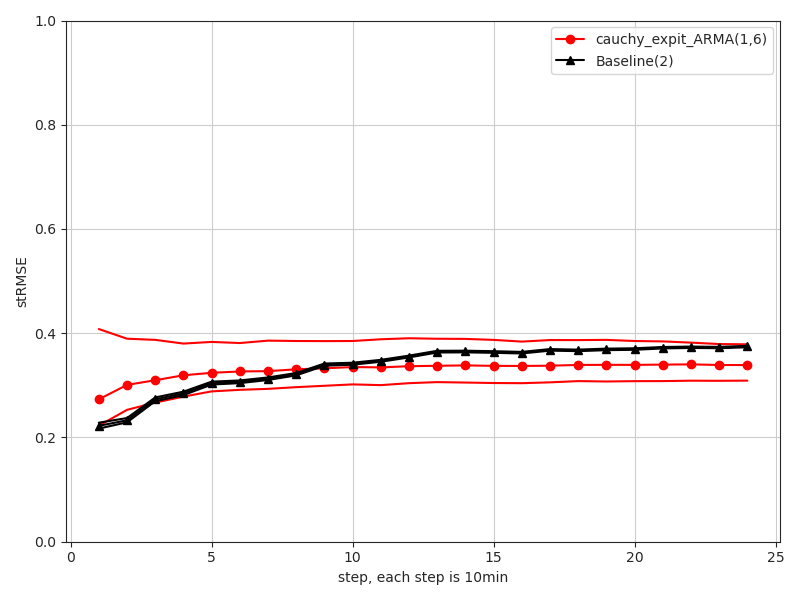 1.0
cauchy_expit_ARMA(1,6)
Baseline(2)
0.8
0.6
stRMSE
0.4
0.2
0.0
0 5 10 15 20 25
step, each step is 10min